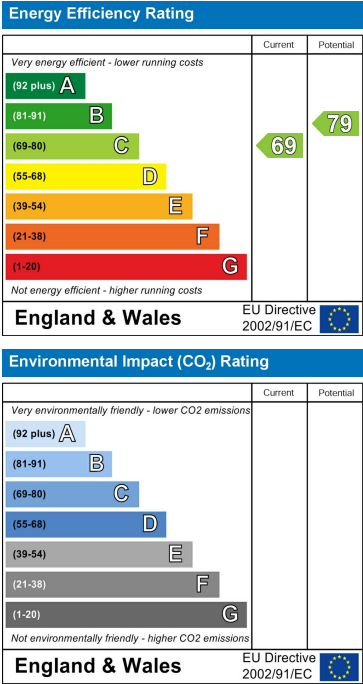 Energy Efficiency Rating
Current Potential
Very energy efficient - lower running costs
(92 plus) A
(81-91) B
79
(69-80) C
69
(55-68) D
(39-54) E
(21-38) F
(1-20) G
Not energy efficient - higher running costs
England & Wales
EU Directive
2002/91/EC
Environmental Impact (CO₂) Rating
Current Potential
Very environmentally friendly - lower CO2 emissions
(92 plus) A
(81-91) B
(69-80) C
(55-68) D
(39-54) E
(21-38) F
(1-20) G
Not environmentally friendly - higher CO2 emissions
England & Wales
EU Directive
2002/91/EC